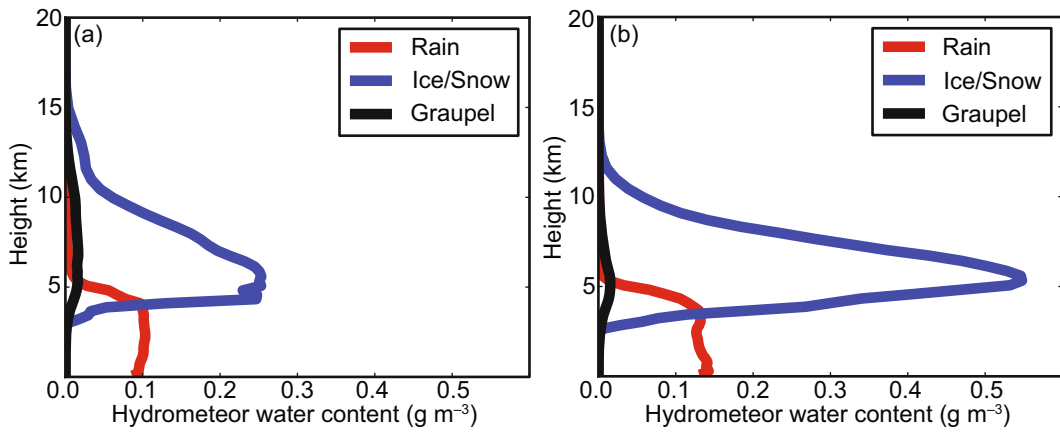 (a)
Rain
Ice/Snow
Graupel
20
15
10
5
0.0 0.1 0.2 0.3 0.4 0.5
Height (km)
Hydrometeor water content (g m⁻³)
(b)
Rain
Ice/Snow
Graupel
20
15
10
5
0.0 0.1 0.2 0.3 0.4 0.5
Height (km)
Hydrometeor water content (g m⁻³)